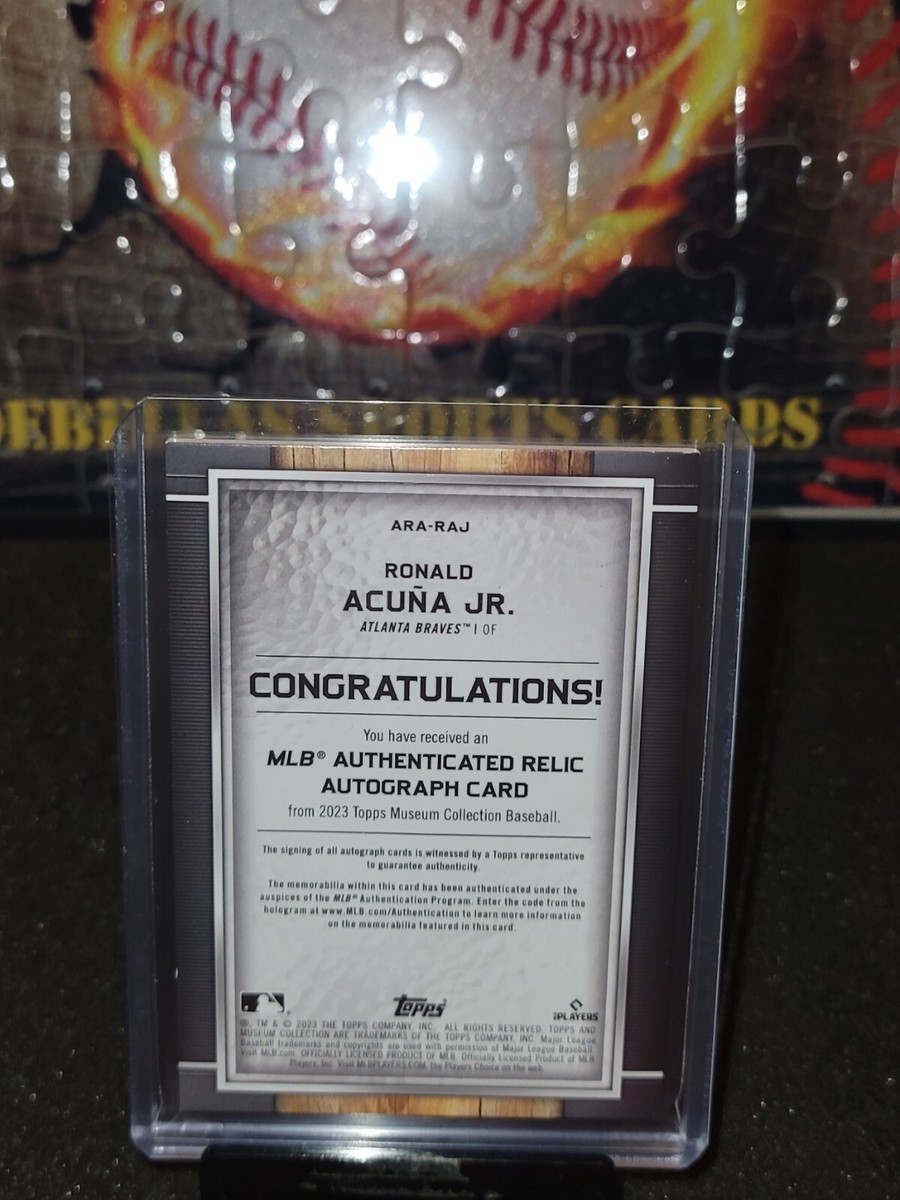 SPORTS CARDS
ARA-RAJ
RONALD
ACUÑA JR.
ATLANTA BRAVES™ | OF
CONGRATULATIONS!
You have received an
MLB® AUTHENTICATED RELIC
AUTOGRAPH CARD
from 2023 Topps Museum Collection Baseball.
The signing of all autograph cards is witnessed by a Topps representative
to guarantee authenticity.
The memorabilia within this card has been authenticated under the
auspices of the MLB® Authentication Program. Enter the code from the
hologram at www.MLB.com/Authentication to learn more information
on the memorabilia featured in this card.
Topps
PLAYERS
®, TM & © 2023 THE TOPPS COMPANY, INC. ALL RIGHTS RESERVED. TOPPS AND
MUSEUM COLLECTION ARE TRADEMARKS OF THE TOPPS COMPANY, INC. Major League
Baseball trademarks and copyrights are used with permission of Major League Baseball.
Visit MLB.com. OFFICIALLY LICENSED PRODUCT OF MLB. Officially Licensed Product of MLB
Players, Inc. Visit MLBPLAYERS.COM, the Players Choice on the web.